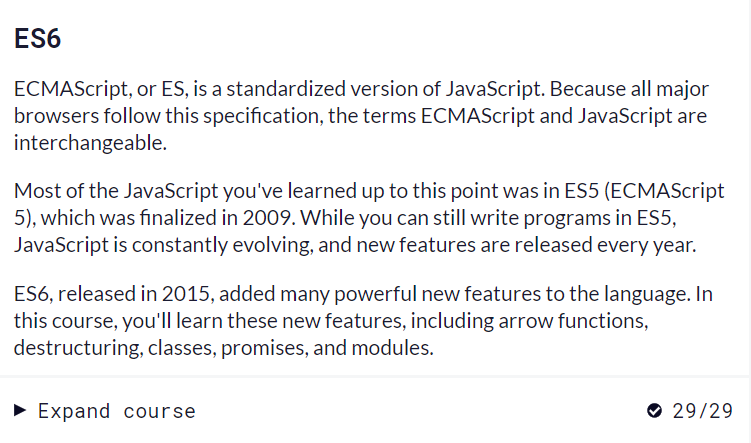 ES6
ECMAScript, or ES, is a standardized version of JavaScript. Because all major
browsers follow this specification, the terms ECMAScript and JavaScript are
interchangeable.
Most of the JavaScript you've learned up to this point was in ES5 (ECMAScript
5), which was finalized in 2009. While you can still write programs in ES5,
JavaScript is constantly evolving, and new features are released every year.
ES6, released in 2015, added many powerful new features to the language. In
this course, you'll learn these new features, including arrow functions,
destructuring, classes, promises, and modules.
Expand course 29/29